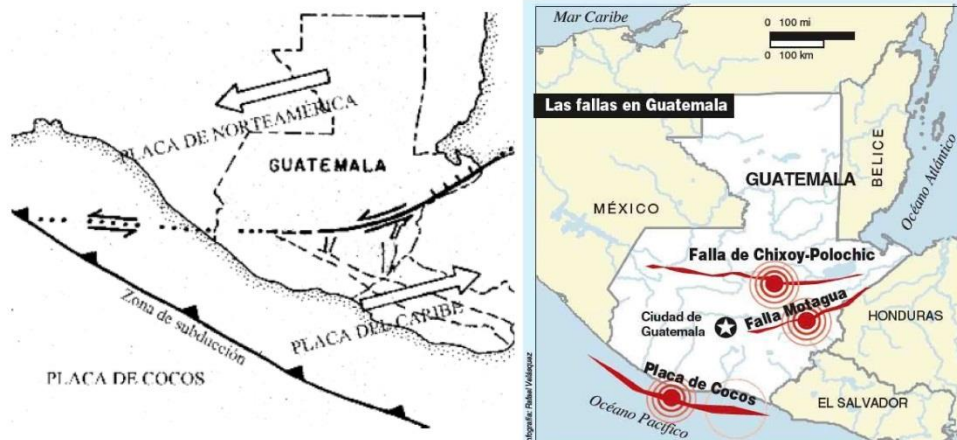 PLACA DE NORTEAMÉRICA
GUATEMALA
PLACA DEL CARIBE
Zona de subducción
PLACA DE COCOS
Mar Caribe
0 100 mi
0 100 km
Las fallas en Guatemala
GUATEMALA
BELICE
Océano Atlántico
MÉXICO
Falla de Chixoy-Polochic
Ciudad de
Guatemala
Falla Motagua
HONDURAS
Placa de Cocos
EL SALVADOR
Océano Pacífico
Rafael Velásquez